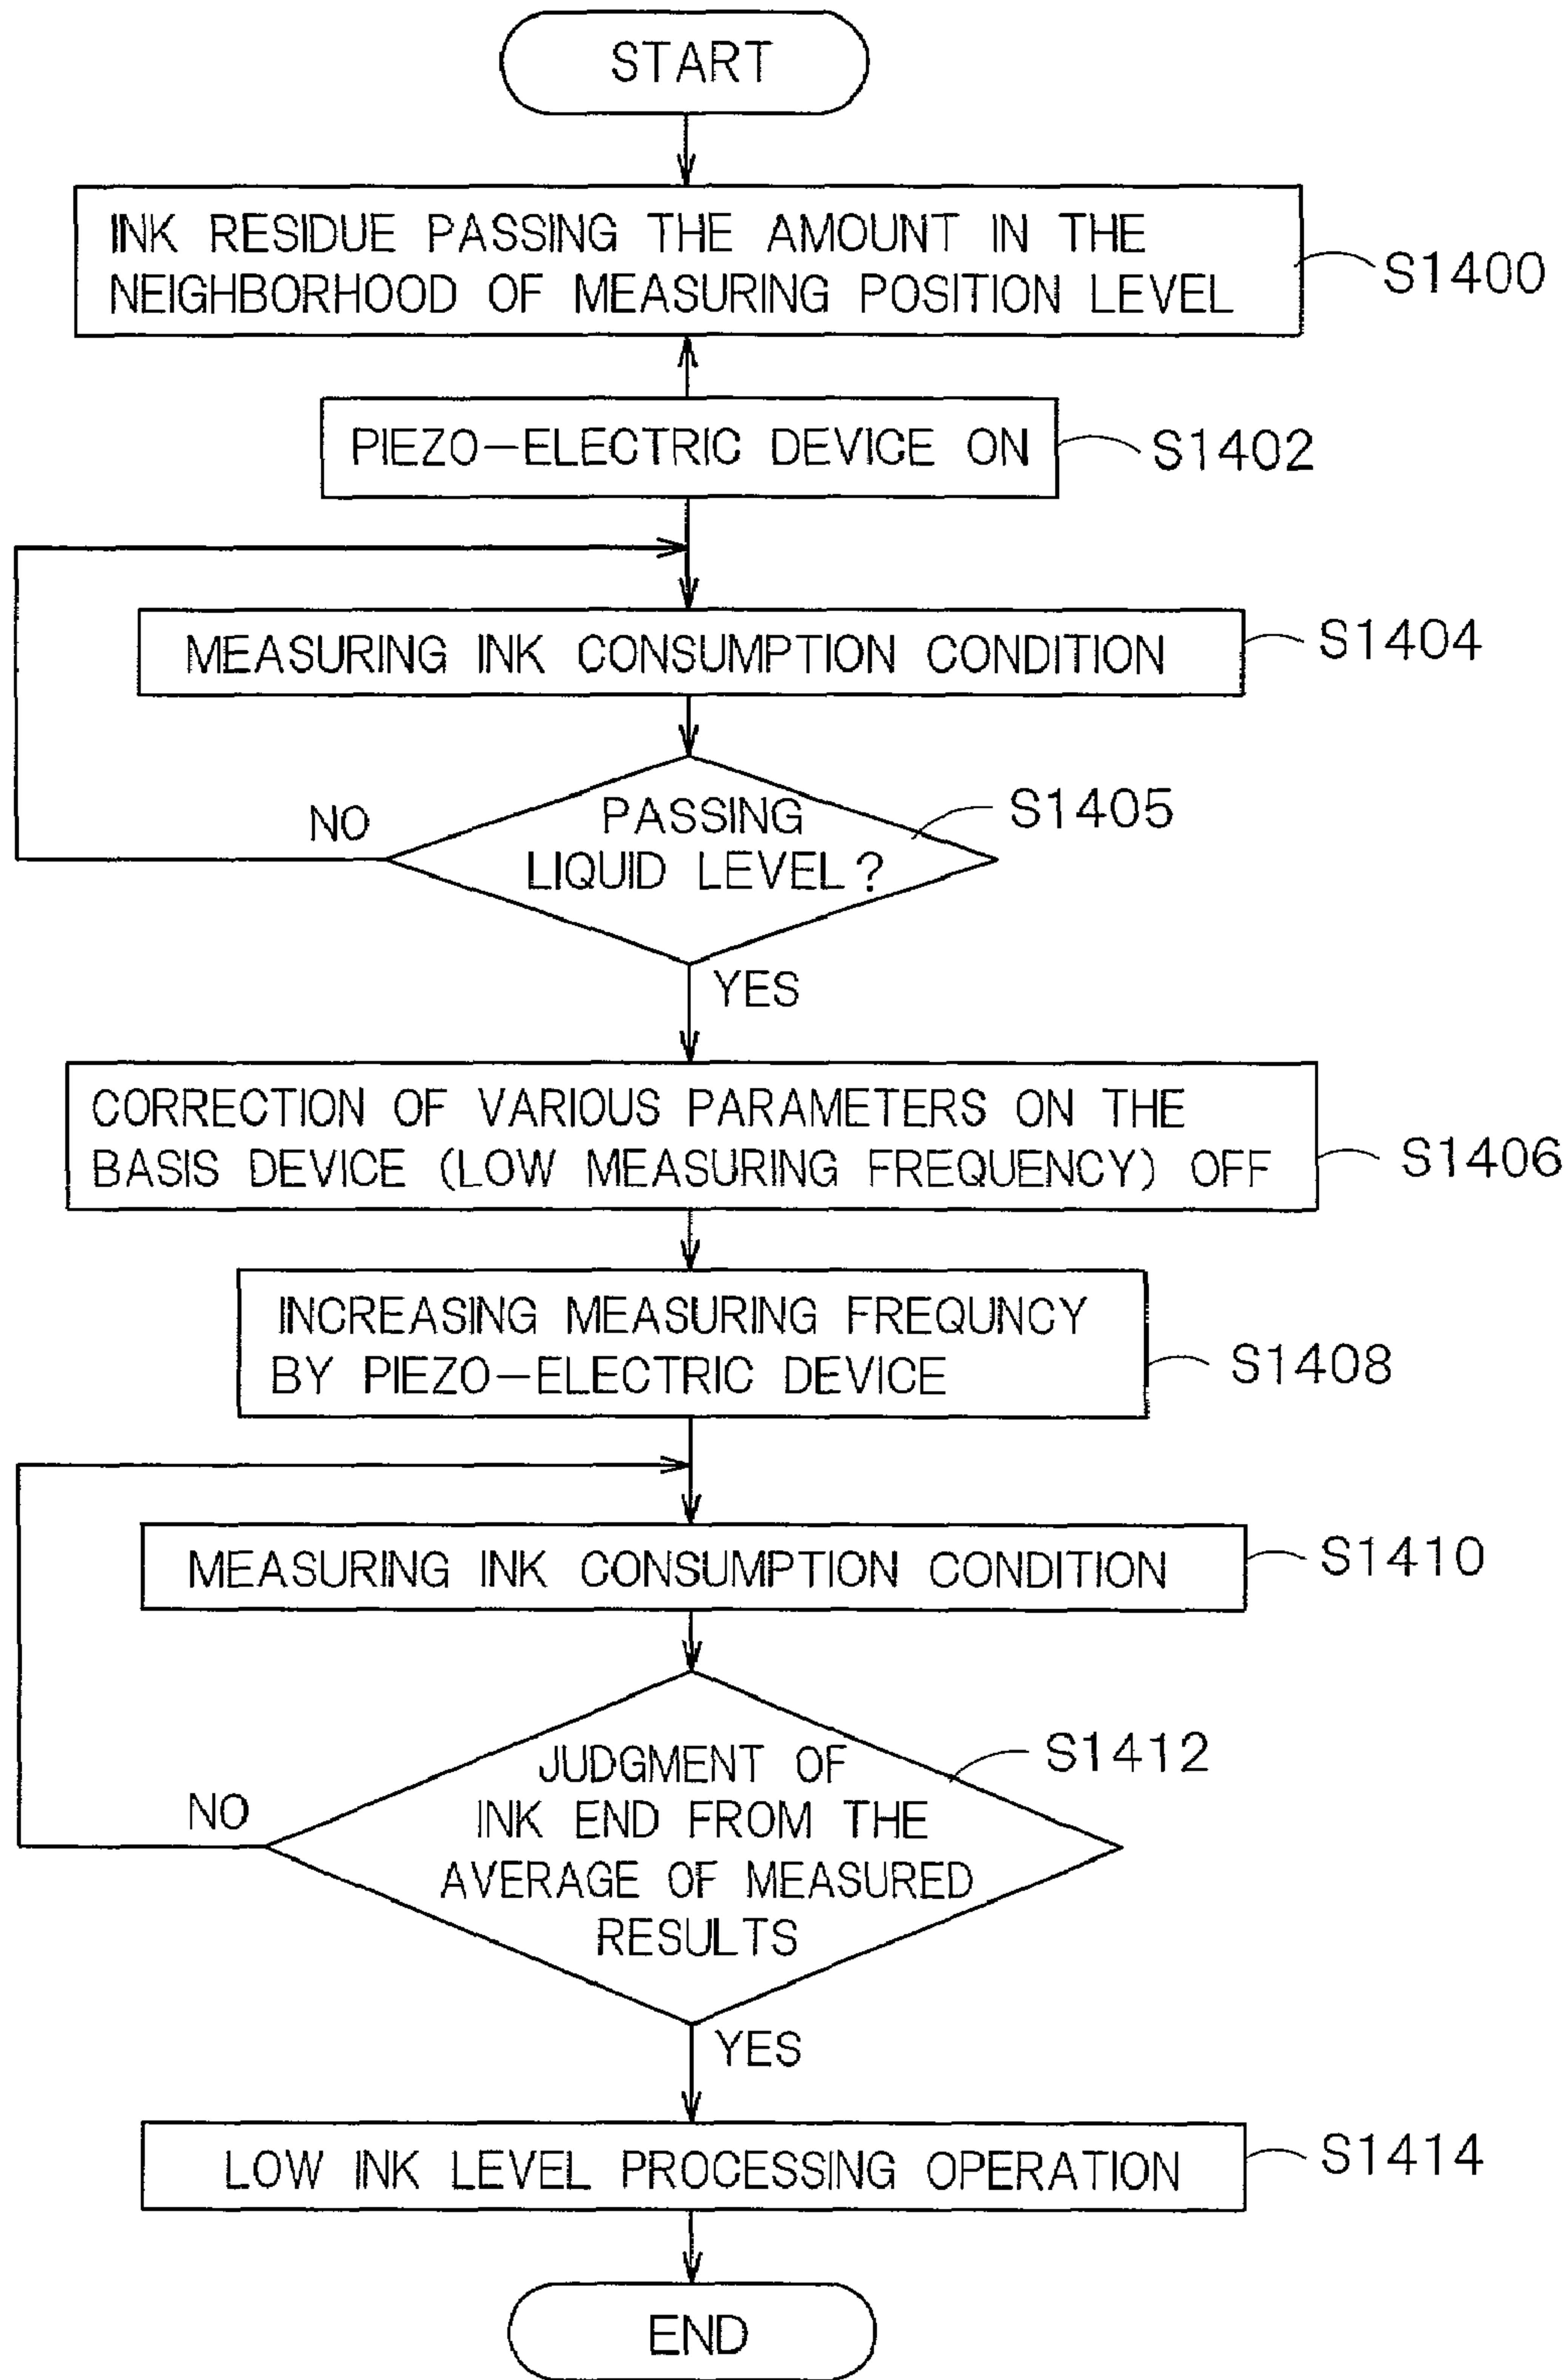 START
INK RESIDUE PASSING THE AMOUNT IN THE
NEIGHBORHOOD OF MEASURING POSITION LEVEL
S1400
PIEZO-ELECTRIC DEVICE ON
S1402
MEASURING INK CONSUMPTION CONDITION
S1404
PASSING
LIQUID LEVEL?
S1405
NO
YES
CORRECTION OF VARIOUS PARAMETERS ON THE
BASIS DEVICE (LOW MEASURING FREQUENCY) OFF
S1406
INCREASING MEASURING FREQUNCY
BY PIEZO-ELECTRIC DEVICE
S1408
MEASURING INK CONSUMPTION CONDITION
S1410
JUDGMENT OF
INK END FROM THE
AVERAGE OF MEASURED
RESULTS
S1412
NO
YES
LOW INK LEVEL PROCESSING OPERATION
S1414
END